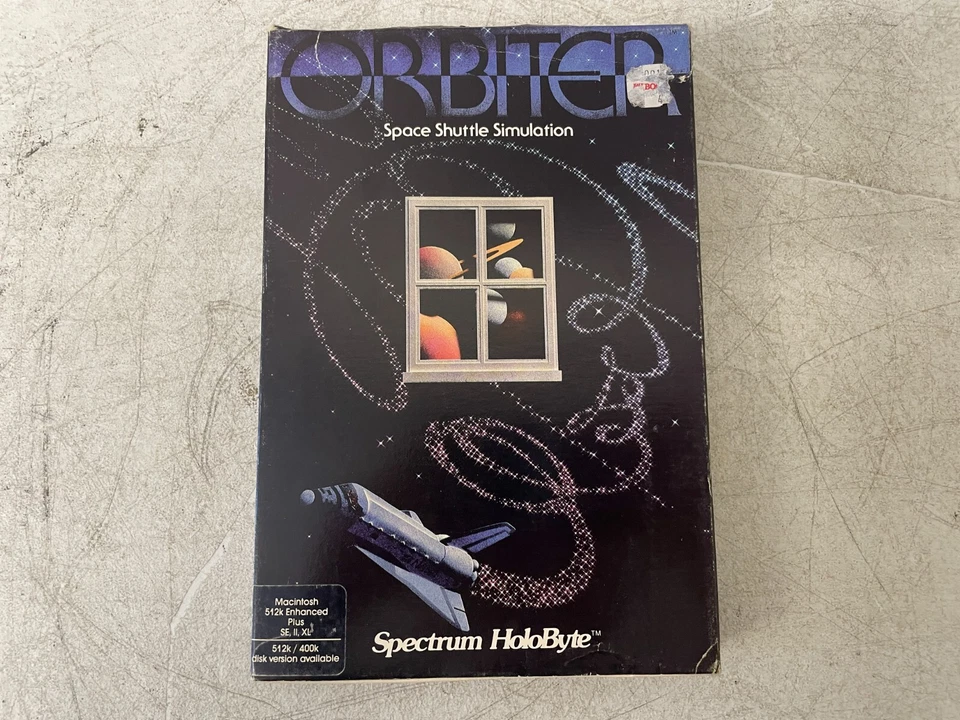 ORBITER
Space Shuttle Simulation
Macintosh
512k Enhanced
Plus
SE, II, XL
512k / 400k
disk version available
Spectrum HoloByte™